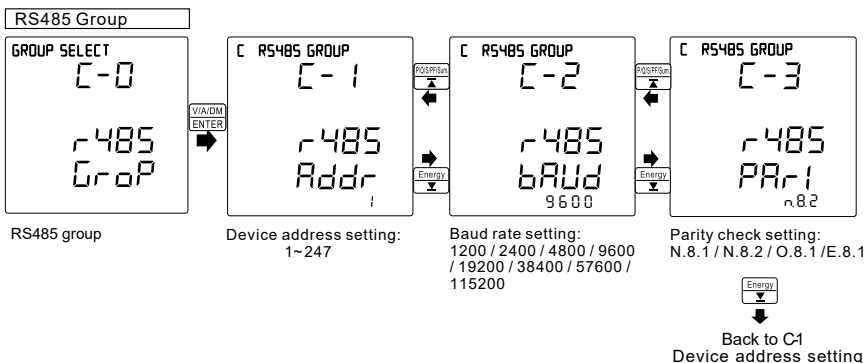 RS485 Group
GROUP SELECT
C-0
r485
GroP
RS485 group
V/A/DM
ENTER
C RS485 GROUP
C-1
r485
Addr
1
Device address setting:
1~247
P/Q/S/PF/Sum
Energy
C RS485 GROUP
C-2
r485
bAUd
9600
Baud rate setting:
1200 / 2400 / 4800 / 9600
/ 19200 / 38400 / 57600 /
115200
P/Q/S/PF/Sum
Energy
C RS485 GROUP
C-3
r485
PAri
n.8.2
Parity check setting:
N.8.1 / N.8.2 / O.8.1 /E.8.1
Energy
Back to C-1
Device address setting